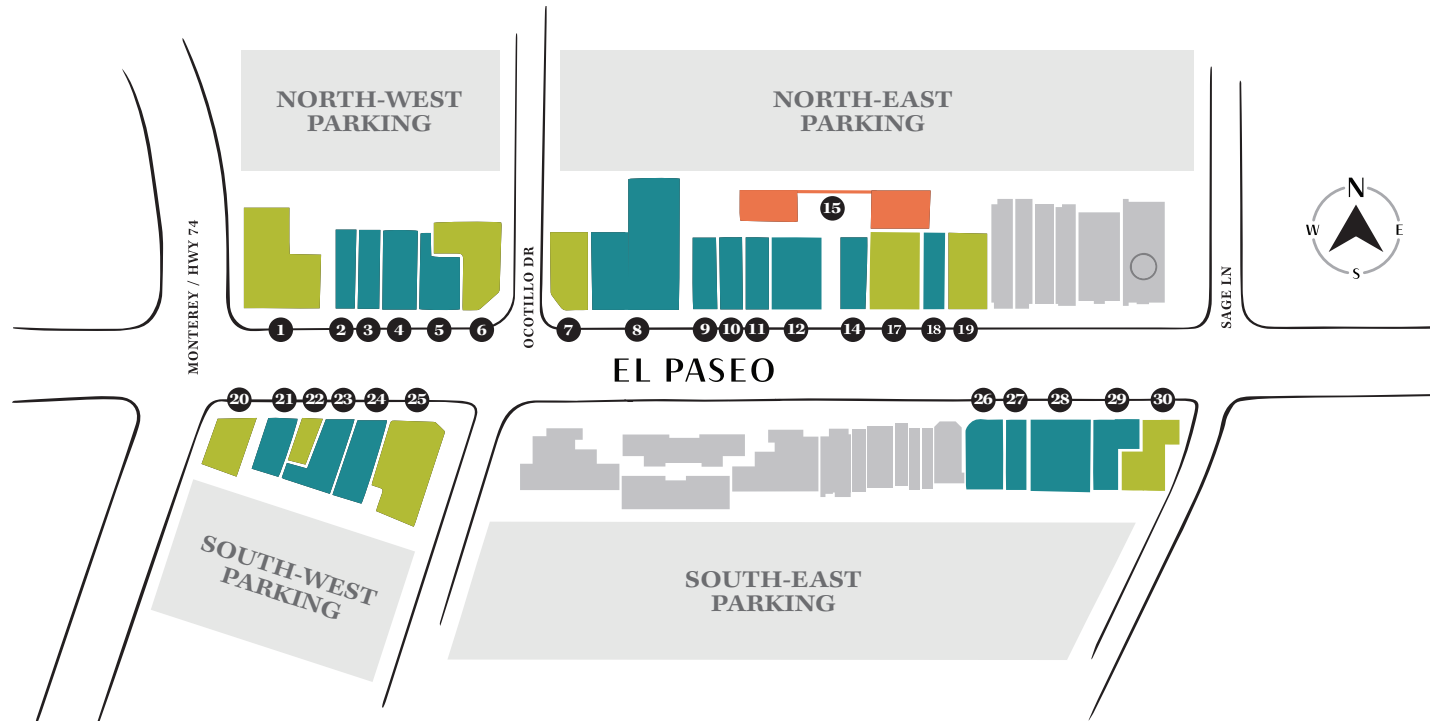 NORTH-WEST
PARKING
NORTH-EAST
PARKING
N
W
E
S
15
MONTEREY / HWY 74
OCOTILLO DR
SAGE LN
1
2
3
4
5
6
7
8
9
10
11
12
14
17
18
19
EL PASEO
20
21
22
23
24
25
26
27
28
29
30
SOUTH-WEST
PARKING
SOUTH-EAST
PARKING